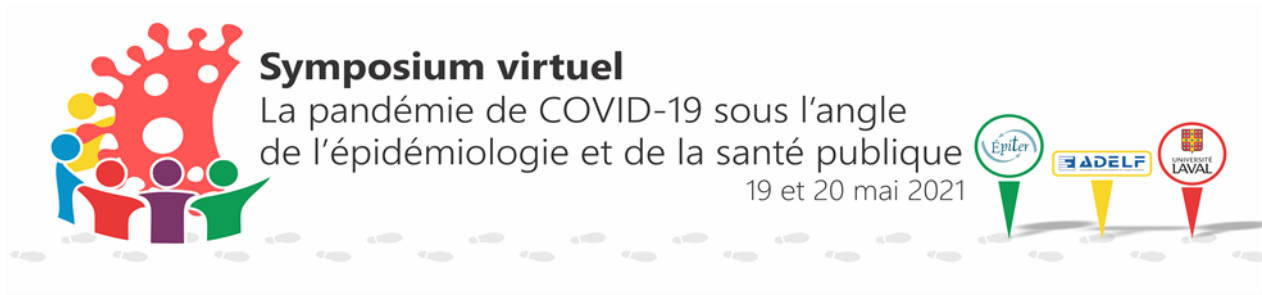 Symposium virtuel
La pandémie de COVID-19 sous l'angle
de l'épidémiologie et de la santé publique
19 et 20 mai 2021
Épiter
ADELF
UNIVERSITÉ
LAVAL